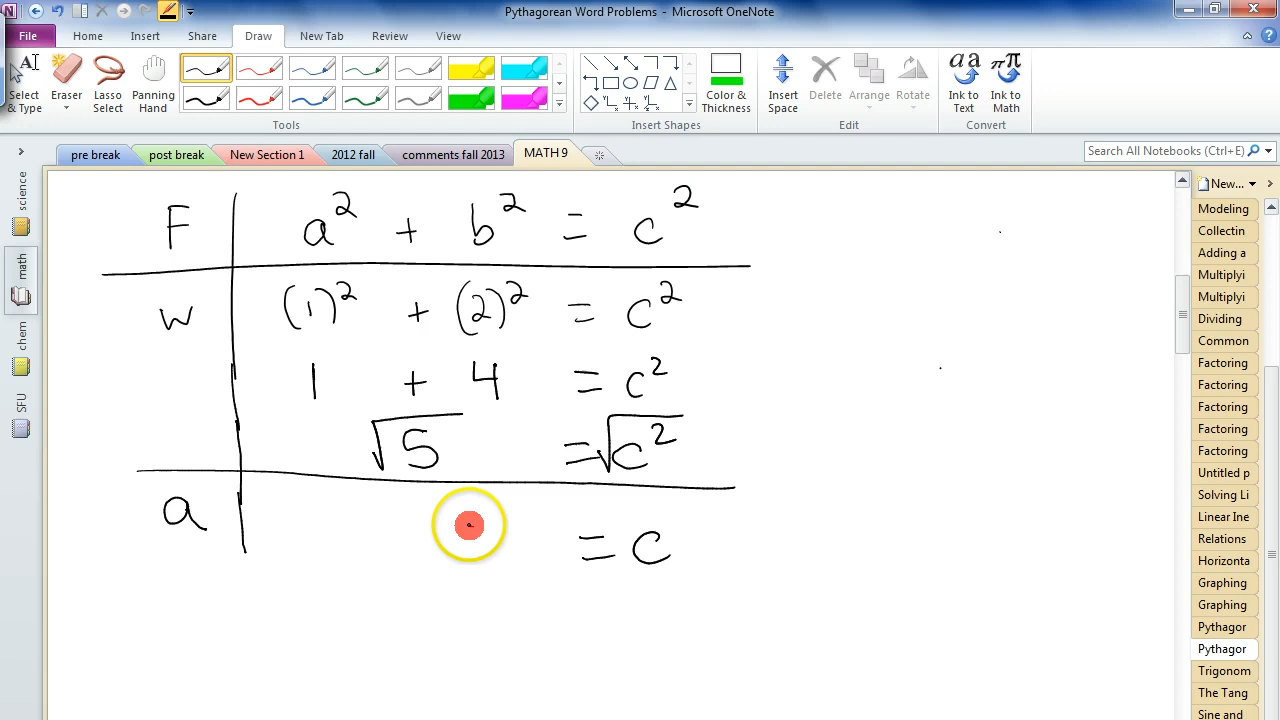 Pythagorean Word Problems - Microsoft OneNote
File Home Insert Share Draw New Tab Review View
Select & Type
Eraser
Lasso Select
Panning Hand
Color & Thickness
Insert Space
Delete
Arrange
Rotate
Ink to Text
Ink to Math
Tools
Insert Shapes
Edit
Convert
pre break post break New Section 1 2012 fall comments fall 2013 MATH 9
Search All Notebooks (Ctrl+E)
science
math
chem
SFU
F a² + b² = c²
w (1)² + (2)² = c²
1 + 4 = c²
√5 = √c²
a = c
New...
Modeling
Collectin
Adding a
Multiplyi
Multiplyi
Dividing
Common
Factoring
Factoring
Factoring
Factoring
Factoring
Untitled p
Solving Li
Linear Ine
Relations
Horizonta
Graphing
Graphing
Pythagor
Pythagor
Trigonom
The Tang
Sine and